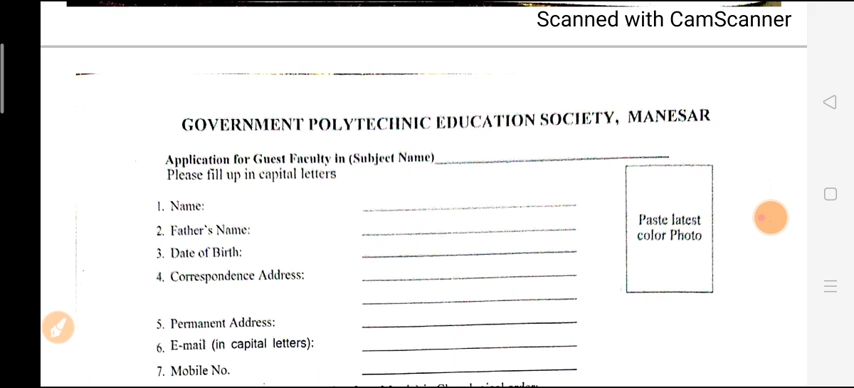 Scanned with CamScanner
GOVERNMENT POLYTECHNIC EDUCATION SOCIETY, MANESAR
Application for Guest Faculty in (Subject Name)
Please fill up in capital letters
1. Name:
2. Father's Name:
3. Date of Birth:
4. Correspondence Address:
5. Permanent Address:
6. E-mail (in capital letters):
7. Mobile No.
Paste latest
color Photo